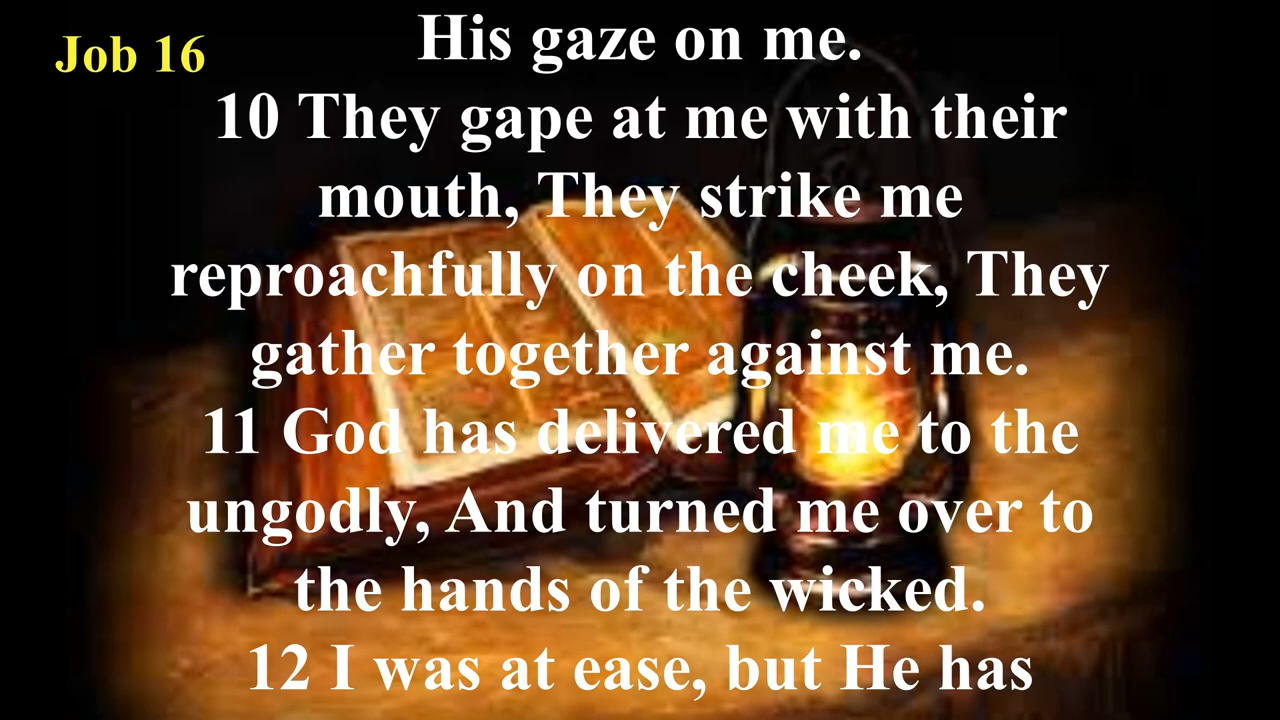 Job 16
His gaze on me.
10 They gape at me with their
mouth, They strike me
reproachfully on the cheek, They
gather together against me.
11 God has delivered me to the
ungodly, And turned me over to
the hands of the wicked.
12 I was at ease, but He has